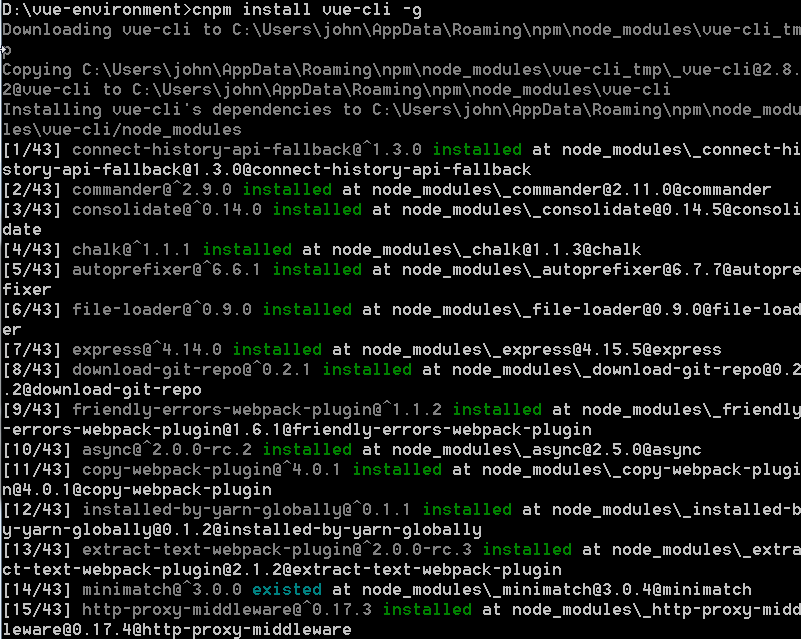 D:\vue-environment>cnpm install vue-cli -g
Downloading vue-cli to C:\Users\john\AppData\Roaming\npm\node_modules\vue-cli_tm
p
Copying C:\Users\john\AppData\Roaming\npm\node_modules\vue-cli_tmp\_vue-cli@2.8.
2@vue-cli to C:\Users\john\AppData\Roaming\npm\node_modules\vue-cli
Installing vue-cli's dependencies to C:\Users\john\AppData\Roaming\npm\node_modu
les\vue-cli/node_modules
[1/43] connect-history-api-fallback@^1.3.0 installed at node_modules\_connect-hi
story-api-fallback@1.3.0@connect-history-api-fallback
[2/43] commander@^2.9.0 installed at node_modules\_commander@2.11.0@commander
[3/43] consolidate@^0.14.0 installed at node_modules\_consolidate@0.14.5@consoli
date
[4/43] chalk@^1.1.1 installed at node_modules\_chalk@1.1.3@chalk
[5/43] autoprefixer@^6.6.1 installed at node_modules\_autoprefixer@6.7.7@autopre
fixer
[6/43] file-loader@^0.9.0 installed at node_modules\_file-loader@0.9.0@file-load
er
[7/43] express@^4.14.0 installed at node_modules\_express@4.15.5@express
[8/43] download-git-repo@^0.2.1 installed at node_modules\_download-git-repo@0.2
.2@download-git-repo
[9/43] friendly-errors-webpack-plugin@^1.1.2 installed at node_modules\_friendly
-errors-webpack-plugin@1.6.1@friendly-errors-webpack-plugin
[10/43] async@^2.0.0-rc.2 installed at node_modules\_async@2.5.0@async
[11/43] copy-webpack-plugin@^4.0.1 installed at node_modules\_copy-webpack-plugi
n@4.0.1@copy-webpack-plugin
[12/43] installed-by-yarn-globally@^0.1.1 installed at node_modules\_installed-b
y-yarn-globally@0.1.2@installed-by-yarn-globally
[13/43] extract-text-webpack-plugin@^2.0.0-rc.3 installed at node_modules\_extra
ct-text-webpack-plugin@2.1.2@extract-text-webpack-plugin
[14/43] minimatch@^3.0.0 existed at node_modules\_minimatch@3.0.4@minimatch
[15/43] http-proxy-middleware@^0.17.3 installed at node_modules\_http-proxy-midd
leware@0.17.4@http-proxy-middleware